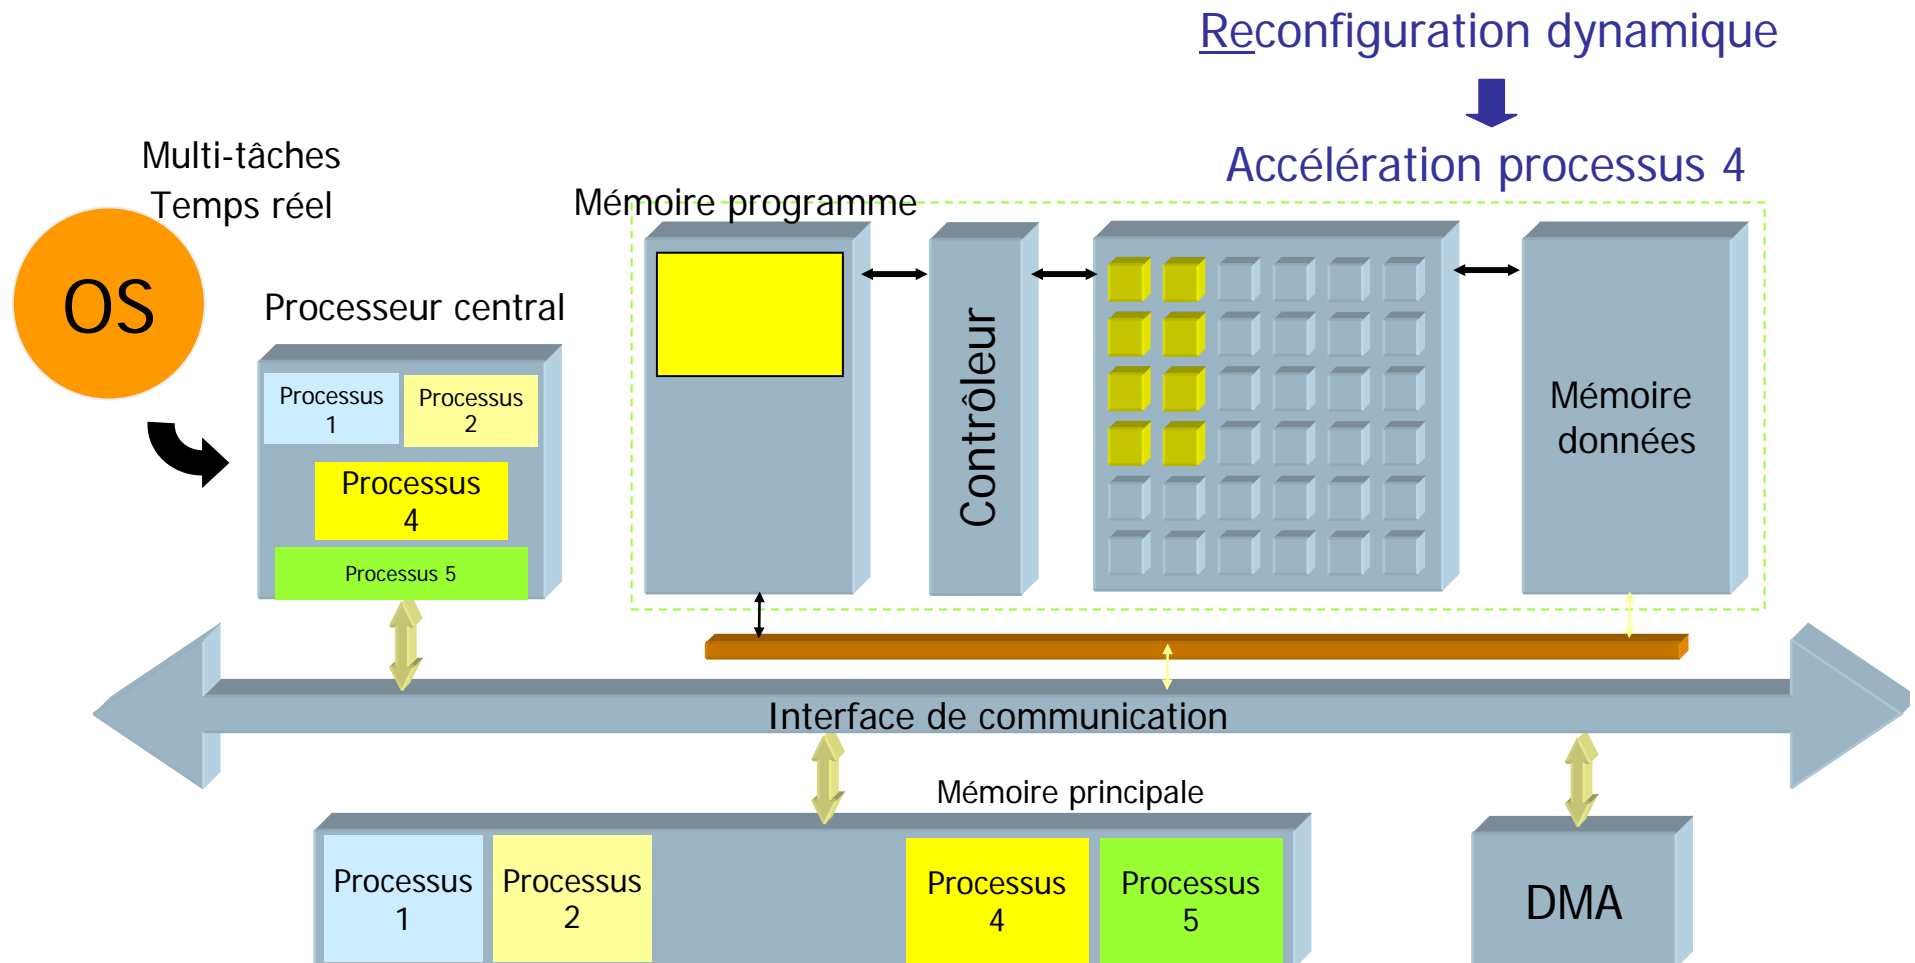 Reconfiguration dynamique
Accélération processus 4
Multi-tâches
Temps réel
OS
Processeur central
Processus
1
Processus
2
Processus
4
Processus 5
Mémoire programme
Contrôleur
Mémoire
données
Interface de communication
Mémoire principale
Processus
1
Processus
2
Processus
4
Processus
5
DMA